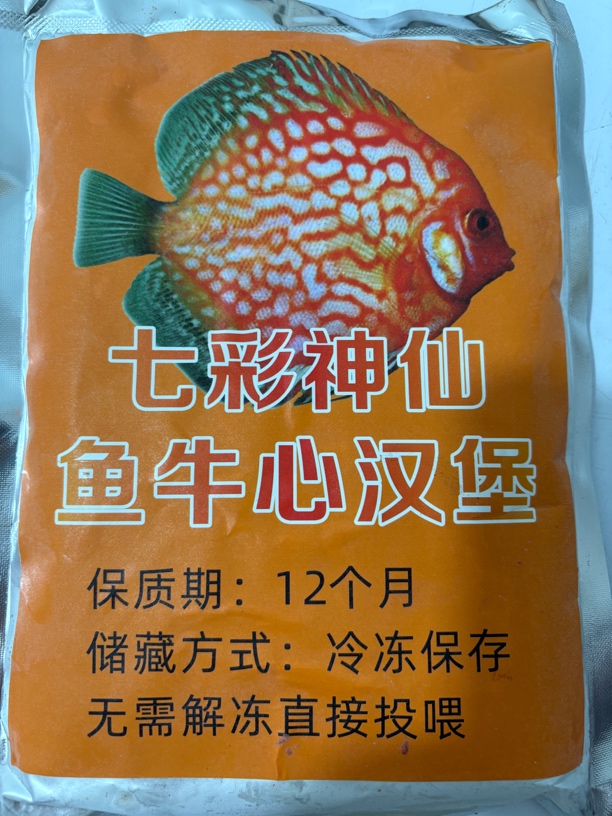 七彩神仙
鱼牛心汉堡
保质期：12个月
储藏方式：冷冻保存
无需解冻直接投喂